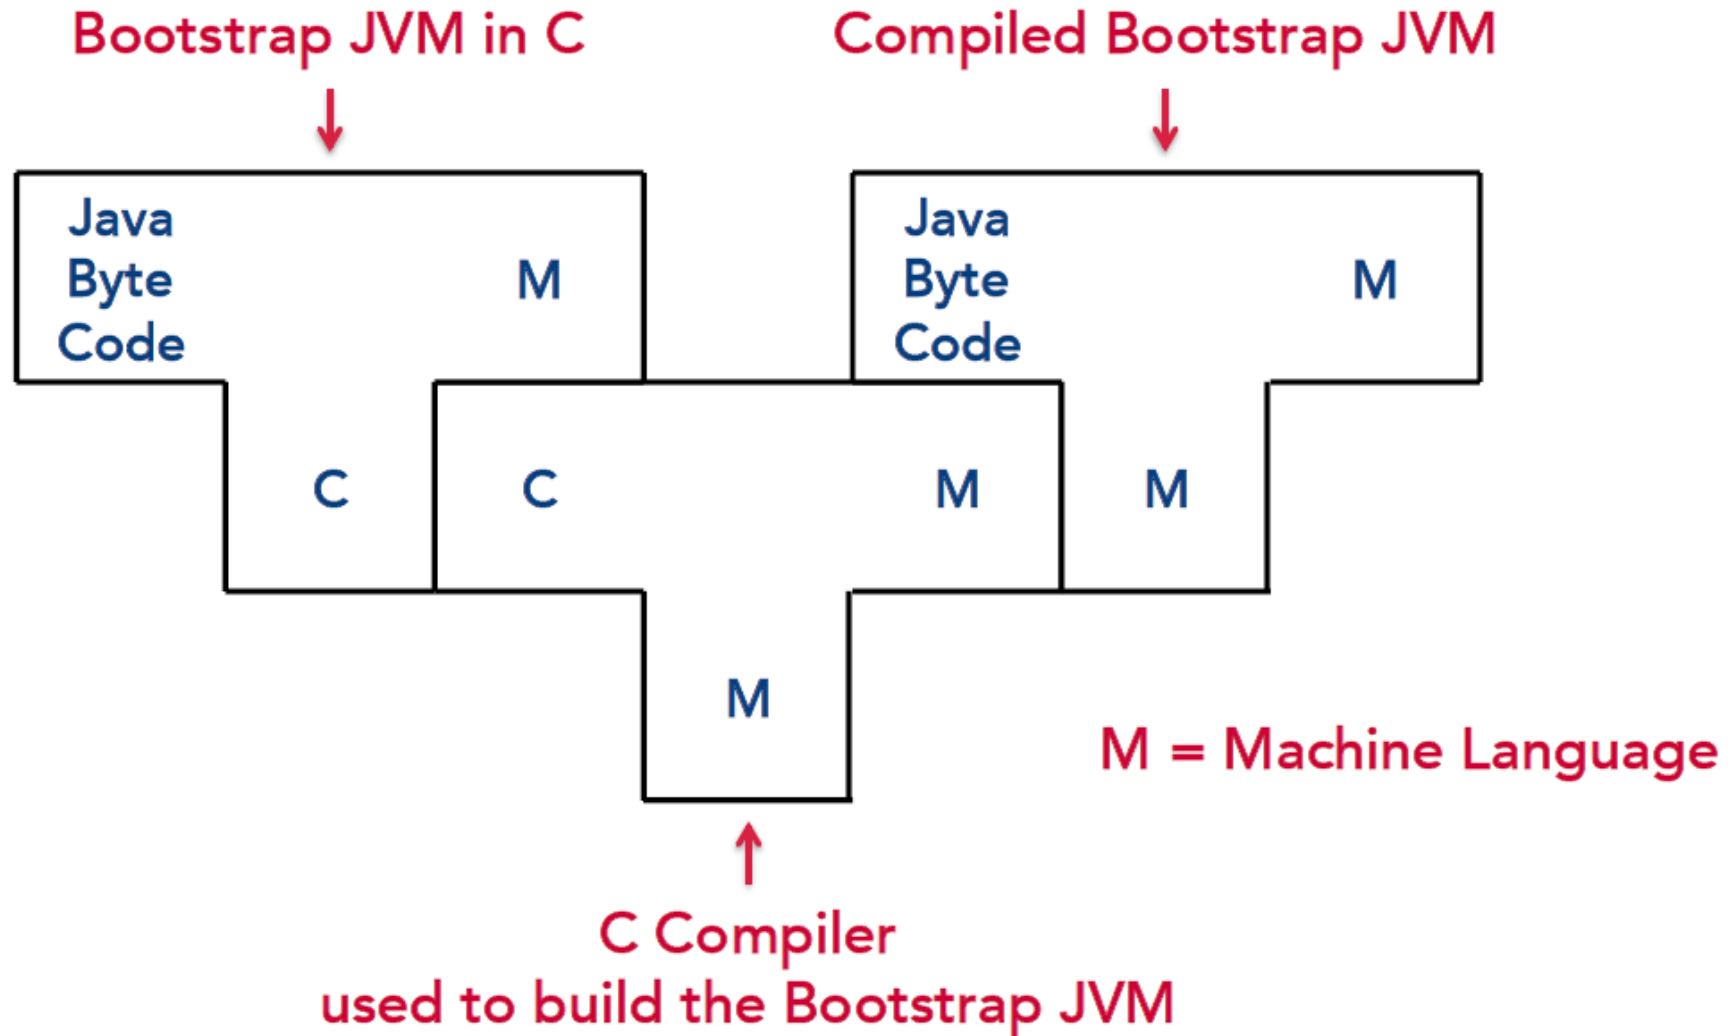 Bootstrap JVM in C
Compiled Bootstrap JVM
Java
Byte
Code
M
Java
Byte
Code
M
C
C
M
M
M
M = Machine Language
C Compiler
used to build the Bootstrap JVM